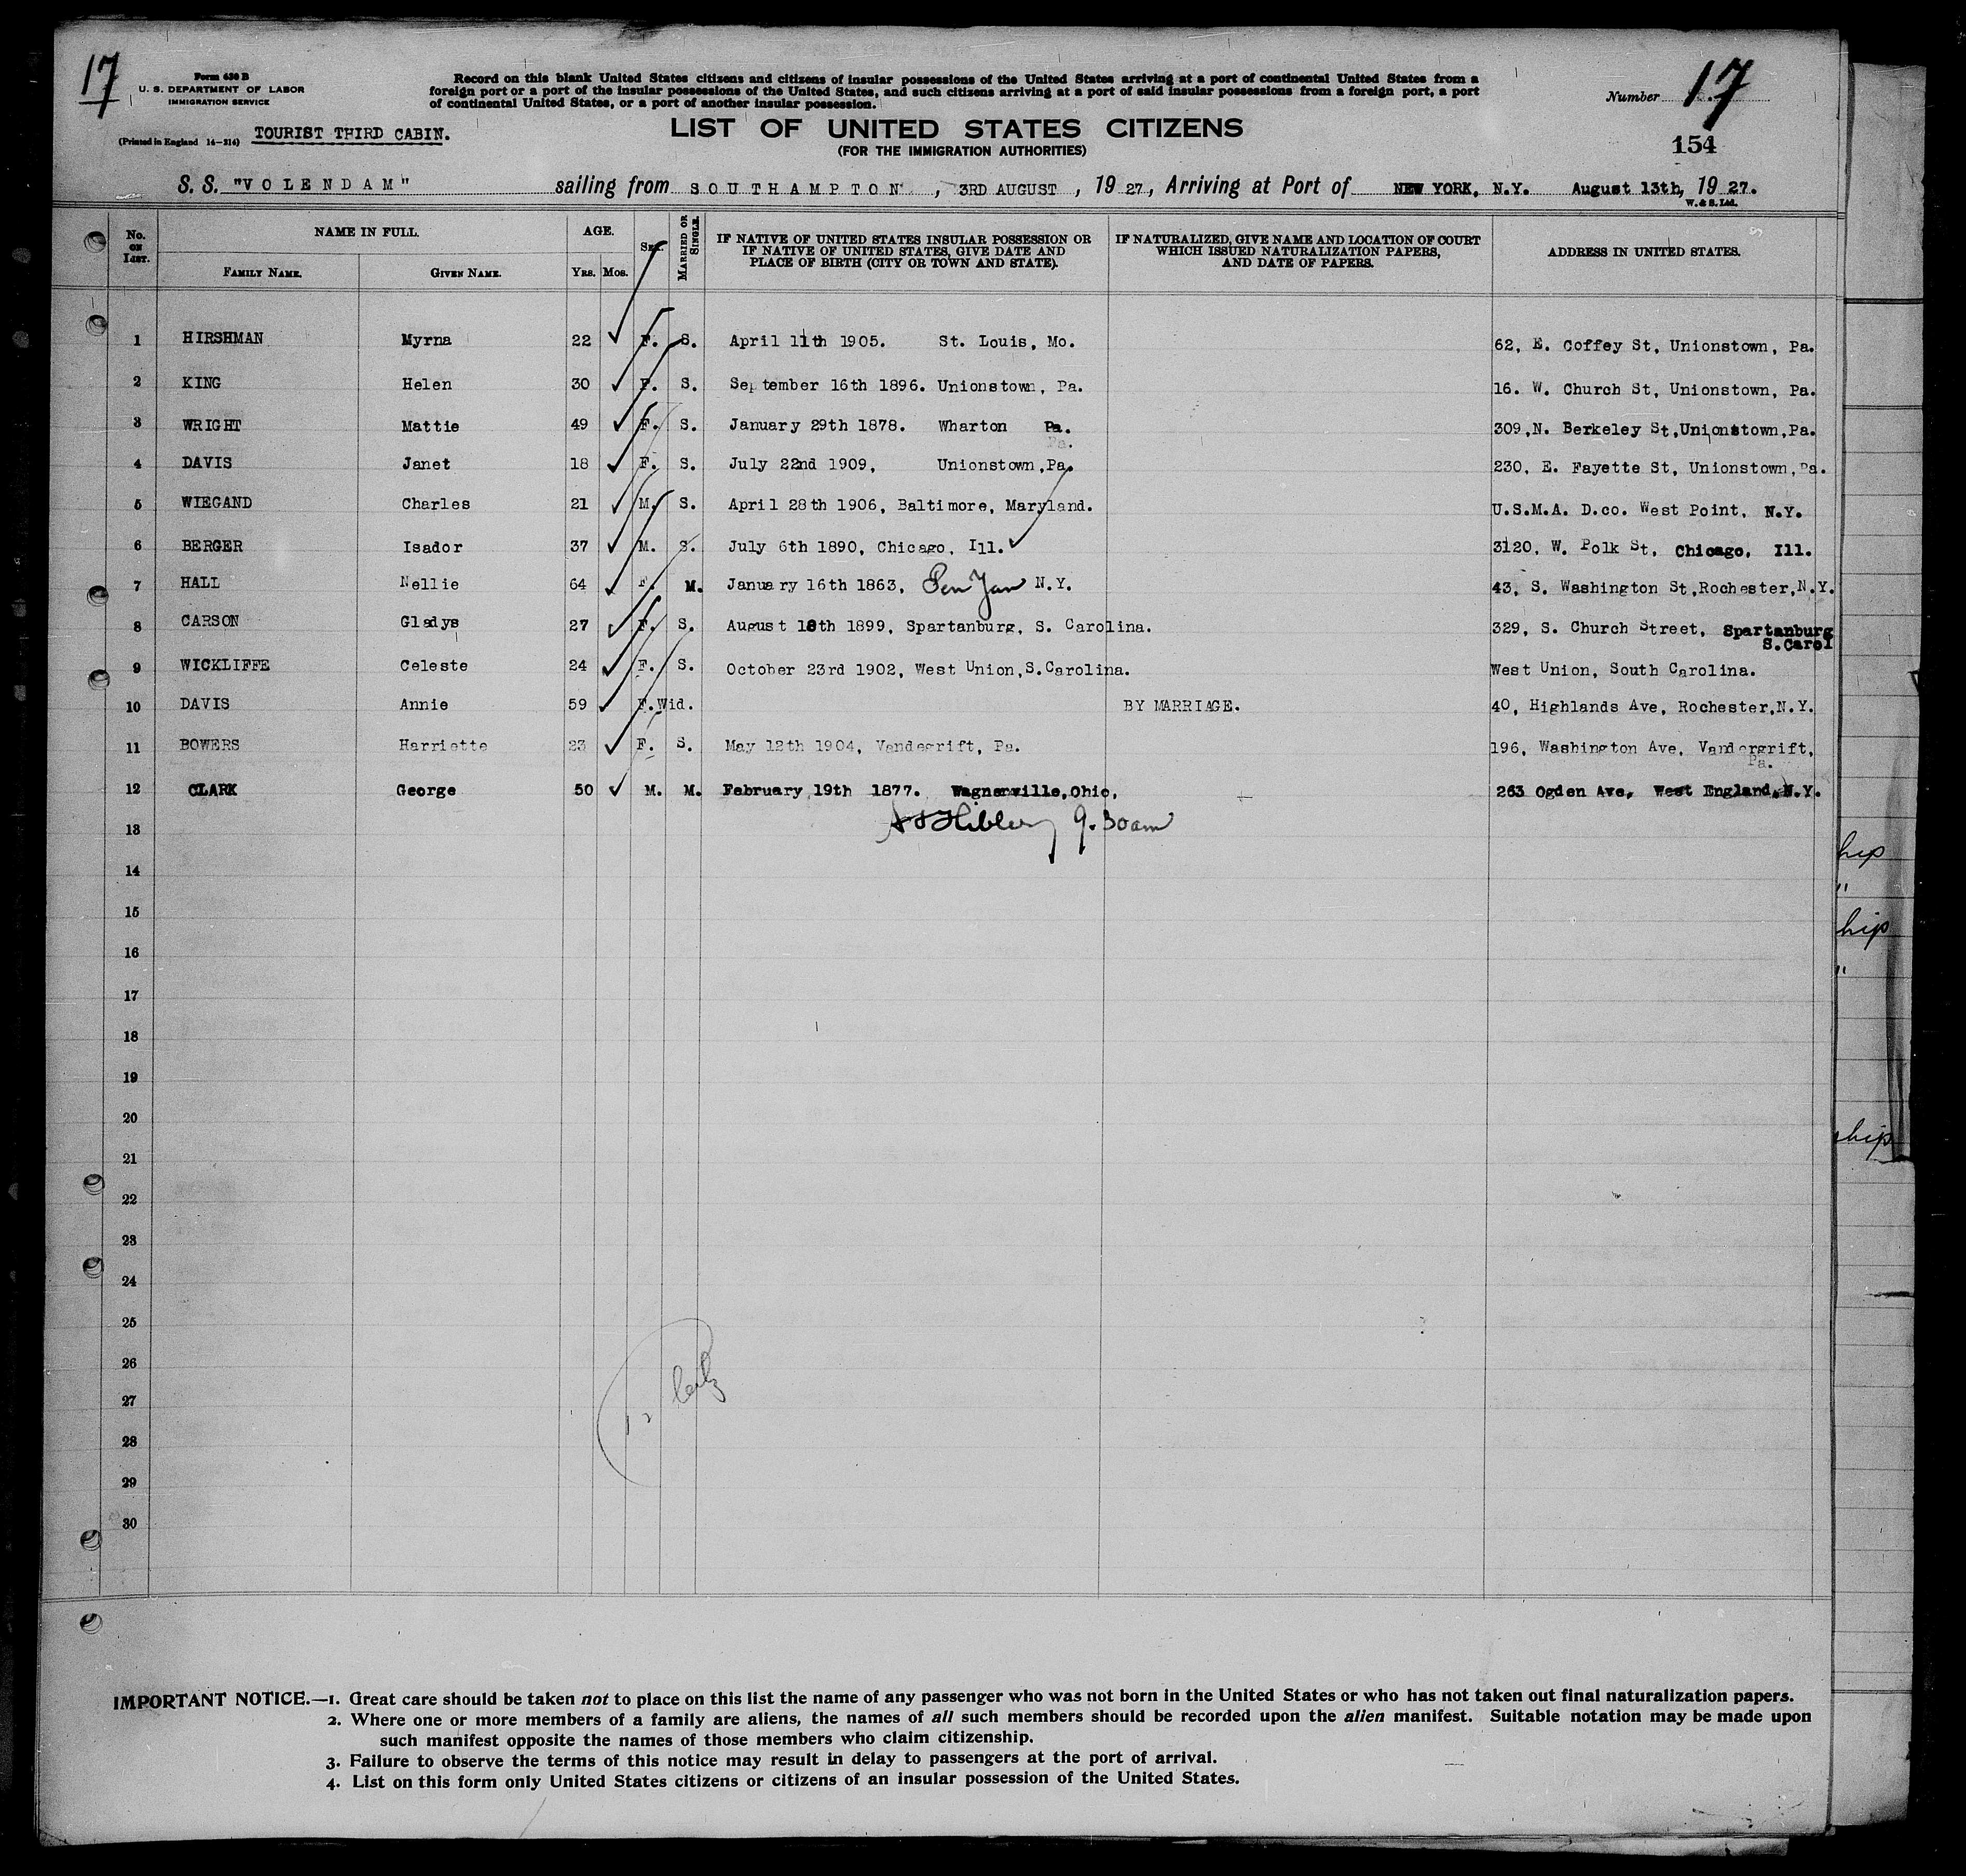 17
Form 630 B
U. S. DEPARTMENT OF LABOR
IMMIGRATION SERVICE
(Printed in England 14—314)
TOURIST THIRD CABIN.
Record on this blank United States citizens and citizens of insular possessions of the United States arriving at a port of continental United States from a
foreign port or a port of the insular possessions of the United States, and such citizens arriving at a port of said insular possessions from a foreign port, a port
of continental United States, or a port of another insular possession.
Number 17
LIST OF UNITED STATES CITIZENS
(FOR THE IMMIGRATION AUTHORITIES)
154
S. S. "VOLENDAM" sailing from SOUTHAMPTON, 3RD AUGUST, 1927, Arriving at Port of NEW YORK, N.Y. August 13th, 1927.
W. & S. Ltd.
No. ON LIST. NAME IN FULL. AGE. SEX. MARRIED OR SINGLE. IF NATIVE OF UNITED STATES INSULAR POSSESSION OR IF NATIVE OF UNITED STATES, GIVE DATE AND PLACE OF BIRTH (CITY OR TOWN AND STATE). IF NATURALIZED, GIVE NAME AND LOCATION OF COURT WHICH ISSUED NATURALIZATION PAPERS, AND DATE OF PAPERS. ADDRESS IN UNITED STATES.
FAMILY NAME. GIVEN NAME. YRS. MOS.
1 HIRSHMAN Myrna 22 F. S. April 11th 1905. St. Louis, Mo. 62, E. Coffey St, Unionstown, Pa.
2 KING Helen 30 F. S. September 16th 1896. Unionstown, Pa. 16. W. Church St, Unionstown, Pa.
3 WRIGHT Mattie 49 F. S. January 29th 1878. Wharton Pa. 309,N. Berkeley St,Unionstown,Pa.
Pa.
4 DAVIS Janet 18 F. S. July 22nd 1909, Unionstown,Pa. 230, E. Fayette St, Unionstown,Pa.
5 WIEGAND Charles 21 M. S. April 28th 1906, Baltimore, Maryland. U.S.M.A. D.co. West Point, N.Y.
6 BERGER Isador 37 M. S. July 6th 1890, Chicago, Ill. 3120, W. Polk St, Chicago, Ill.
7 HALL Nellie 64 F. M. January 16th 1863, Pen Yan N.Y. 43, S. Washington St,Rochester,N.Y.
8 CARSON Gladys 27 F. S. August 18th 1899, Spartanburg, S. Carolina. 329, S. Church Street, Spartanburg
S.Carol
9 WICKLIFFE Celeste 24 F. S. October 23rd 1902, West Union,S.Carolina. West Union, South Carolina.
10 DAVIS Annie 59 F. Wid. BY MARRIAGE. 40, Highlands Ave, Rochester,N.Y.
11 BOWERS Harriette 23 F. S. May 12th 1904, Vandegrift, Pa. 196, Washington Ave, Vandergrift,
Pa.
12 CLARK George 50 M. M. February 19th 1877. Wagnerville,Ohio, 263 Ogden Ave, West England,N.Y.
13 9.30am
14
15
16
17
18
19
20
21
22
23
24
25
26
27
28
29
30
hip
"
hip
"
ship
IMPORTANT NOTICE.—1. Great care should be taken not to place on this list the name of any passenger who was not born in the United States or who has not taken out final naturalization papers.
2. Where one or more members of a family are aliens, the names of all such members should be recorded upon the alien manifest. Suitable notation may be made upon
such manifest opposite the names of those members who claim citizenship.
3. Failure to observe the terms of this notice may result in delay to passengers at the port of arrival.
4. List on this form only United States citizens or citizens of an insular possession of the United States.